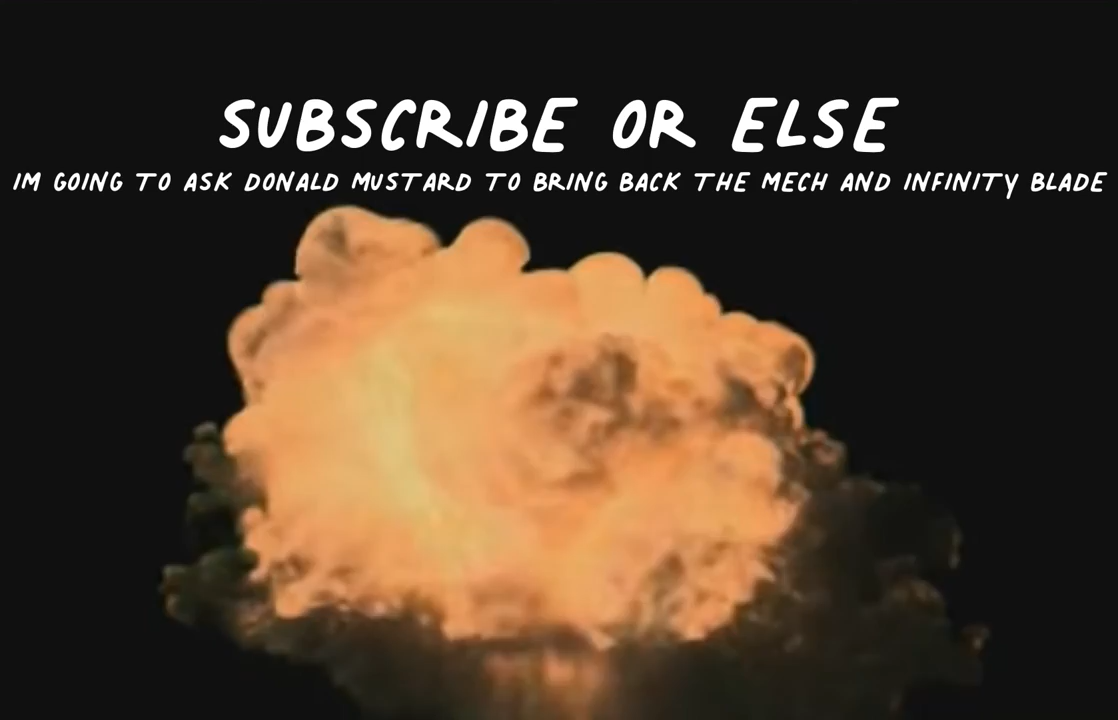 SUBSCRIBE OR ELSE
IM GOING TO ASK DONALD MUSTARD TO BRING BACK THE MECH AND INFINITY BLADE